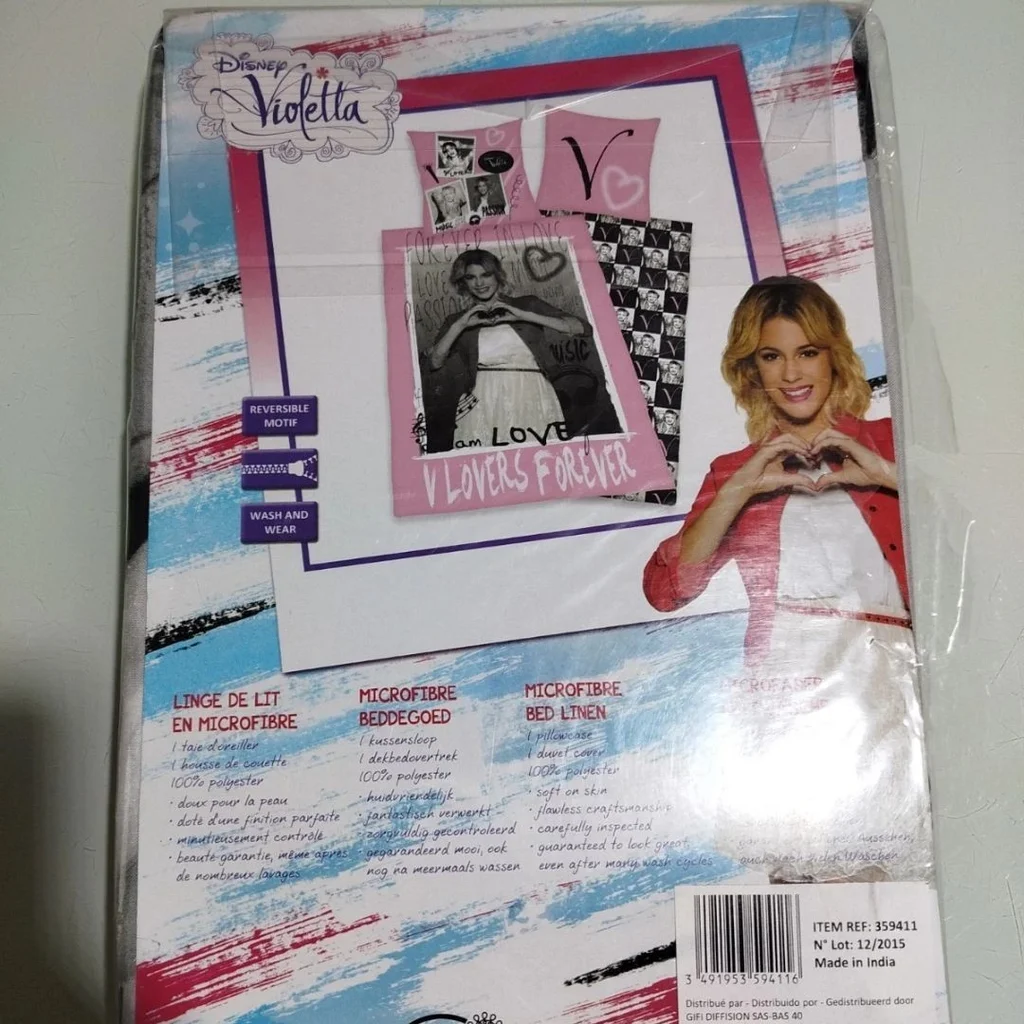 Disney
Violetta
V
FOREVER IN LOVE
MUSIC
am LOVE
V LOVERS FOREVER
REVERSIBLE
MOTIF
WASH AND
WEAR
LINGE DE LIT
EN MICROFIBRE
1 taie d'oreiller
1 housse de couette
100% polyester
• doux pour la peau
• doté d'une finition parfaite
• minutieusement contrôlé
• beauté garantie, même après
de nombreux lavages
MICROFIBRE
BEDDEGOED
1 kussensloop
1 dekbedovertrek
100% polyester
• huidvriendelijk
• fantastisch verwerkt
• zorgvuldig gecontroleerd
• gegarandeerd mooi, ook
nog na meermaals wassen
MICROFIBRE
BED LINEN
1 pillowcase
1 duvet cover
100% polyester
• soft on skin
• flawless craftsmanship
• carefully inspected
• guaranteed to look great,
even after many wash cycles
aussehen,
auch nach vielen Wäschen
3 491953 594116
ITEM REF: 359411
N° Lot: 12/2015
Made in India
Distribué par - Distribuido por - Gedistribueerd door
GIFI DIFFISION SAS-BAS 40